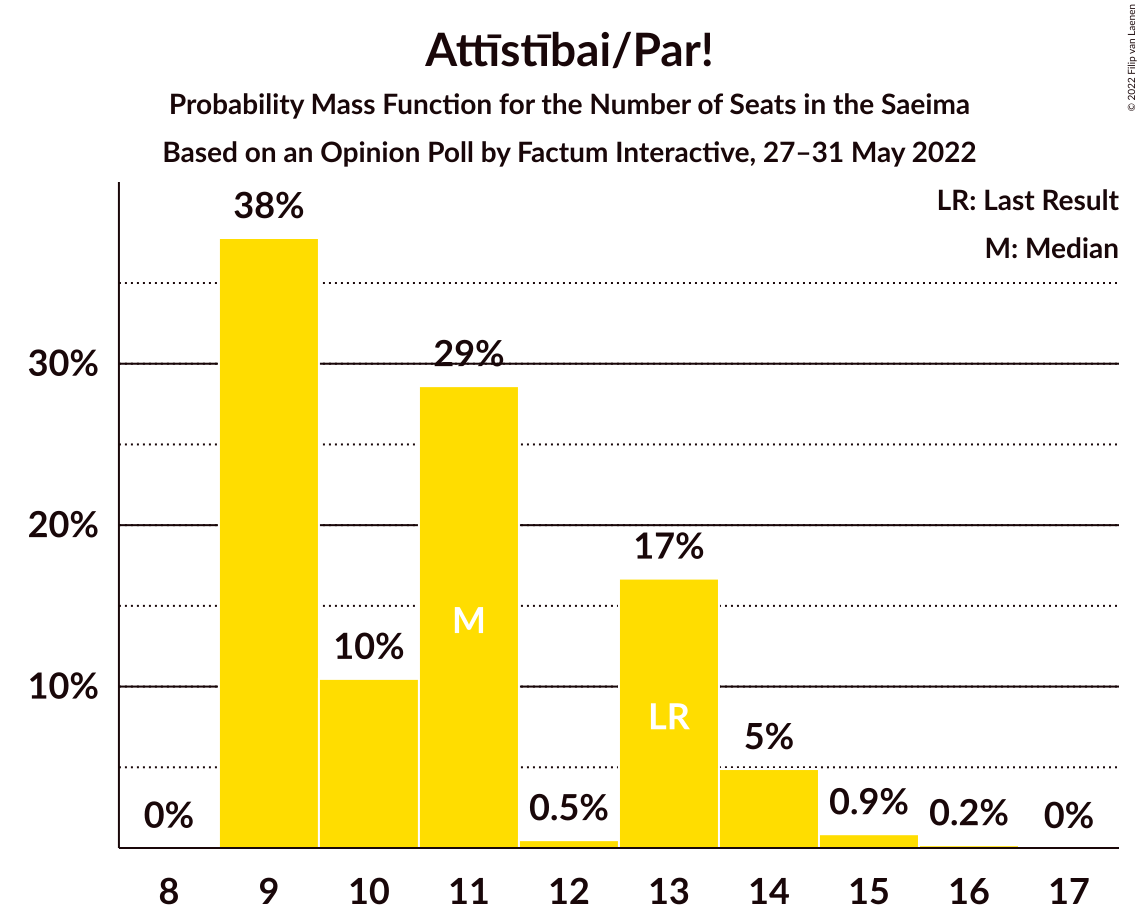 Attīstībai/Par!
Probability Mass Function for the Number of Seats in the Saeima
Based on an Opinion Poll by Factum Interactive, 27–31 May 2022
© 2022 Filip van Laenen
LR: Last Result
M: Median
38%
30%
29%
20%
17%
M
10%
10%
LR
5%
0%
0.5%
0.9%
0.2%
0%
8 9 10 11 12 13 14 15 16 17